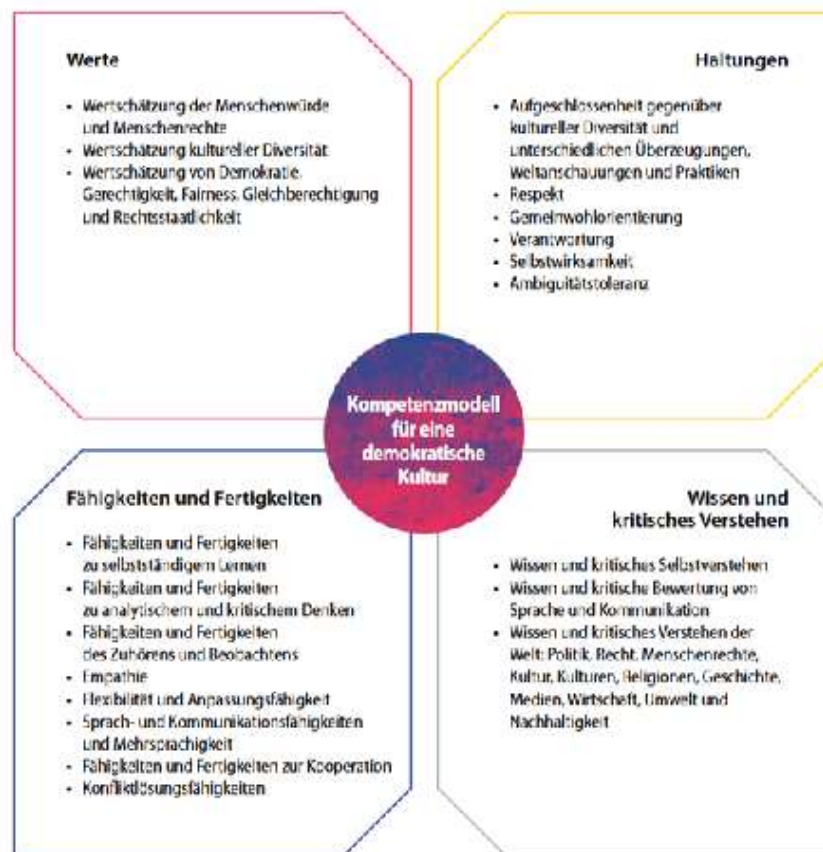 Werte
• Wertschätzung der Menschenwürde
und Menschenrechte
• Wertschätzung kultureller Diversität
• Wertschätzung von Demokratie,
Gerechtigkeit, Fairness, Gleichberechtigung
und Rechtsstaatlichkeit
Haltungen
• Aufgeschlossenheit gegenüber
kultureller Diversität und
unterschiedlichen Überzeugungen,
Weltanschauungen und Praktiken
• Respekt
• Gemeinwohlorientierung
• Verantwortung
• Selbstwirksamkeit
• Ambiguitätstoleranz
Kompetenzmodell
für eine
demokratische
Kultur
Fähigkeiten und Fertigkeiten
• Fähigkeiten und Fertigkeiten
zu selbstständigem Lernen
• Fähigkeiten und Fertigkeiten
zu analytischem und kritischem Denken
• Fähigkeiten und Fertigkeiten
des Zuhörens und Beobachtens
• Empathie
• Flexibilität und Anpassungsfähigkeit
• Sprach- und Kommunikationsfähigkeiten
und Mehrsprachigkeit
• Fähigkeiten und Fertigkeiten zur Kooperation
• Konfliktlösungsfähigkeiten
Wissen und
kritisches Verstehen
• Wissen und kritisches Selbstverstehen
• Wissen und kritische Bewertung von
Sprache und Kommunikation
• Wissen und kritisches Verstehen der
Welt: Politik, Recht, Menschenrechte,
Kultur, Kulturen, Religionen, Geschichte,
Medien, Wirtschaft, Umwelt und
Nachhaltigkeit